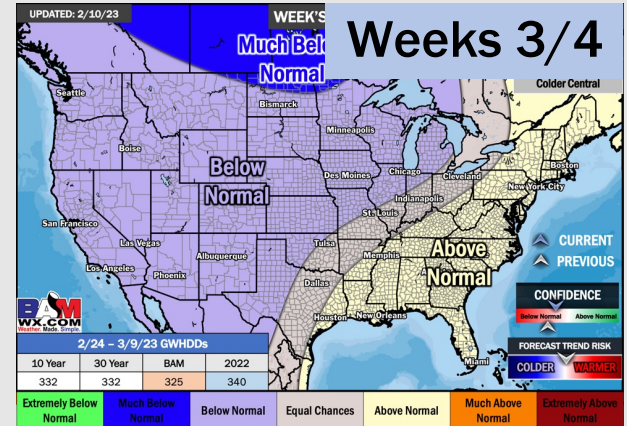 UPDATED: 2/10/23
WEEK'S
Weeks 3/4
Much Bel
Normal
Colder Central
Seattle
Bismarck
Minneapolis
Boise
Below
Normal
Des Moines
Chicago
Cleveland
Boston
New York City
Indianapolis
San Francisco
St. Louis
Las Vegas
Tulsa
Memphis
Above
Normal
CURRENT
PREVIOUS
Los Angeles
Phoenix
Albuquerque
Dallas
Houston
New Orleans
Miami
CONFIDENCE
Below Normal
Above Normal
FORECAST TREND RISK
COLDER
WARMER
BAM
WX.COM
Weather. Made. Simple.
2/24 – 3/9/23 GWHDDs
10 Year 30 Year BAM 2022
332 332 325 340
Extremely Below
Normal
Much Below
Normal
Below Normal
Equal Chances
Above Normal
Much Above
Normal
Extremely Above
Normal